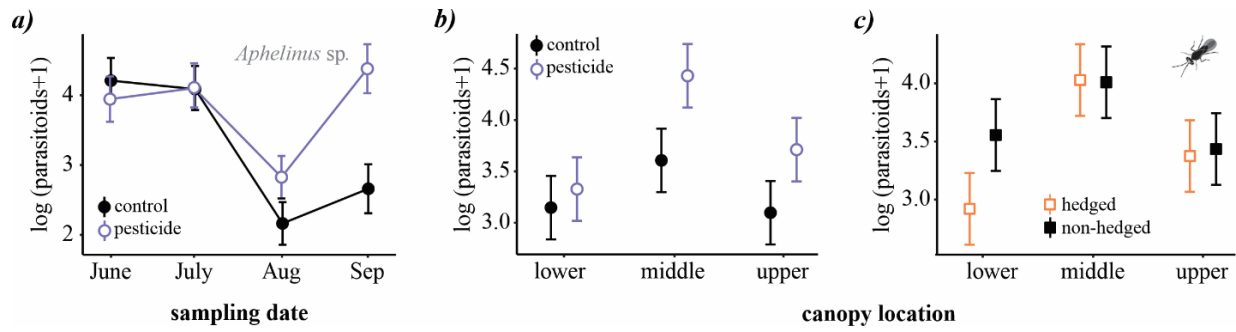 a)
Aphelinus sp.
log (parasitoids+1)
4
3
2
control
pesticide
June July Aug Sep
sampling date
b)
control
pesticide
log (parasitoids+1)
4.5
4.0
3.5
3.0
lower middle upper
c)
log (parasitoids+1)
4.0
3.5
3.0
hedged
non-hedged
lower middle upper
canopy location